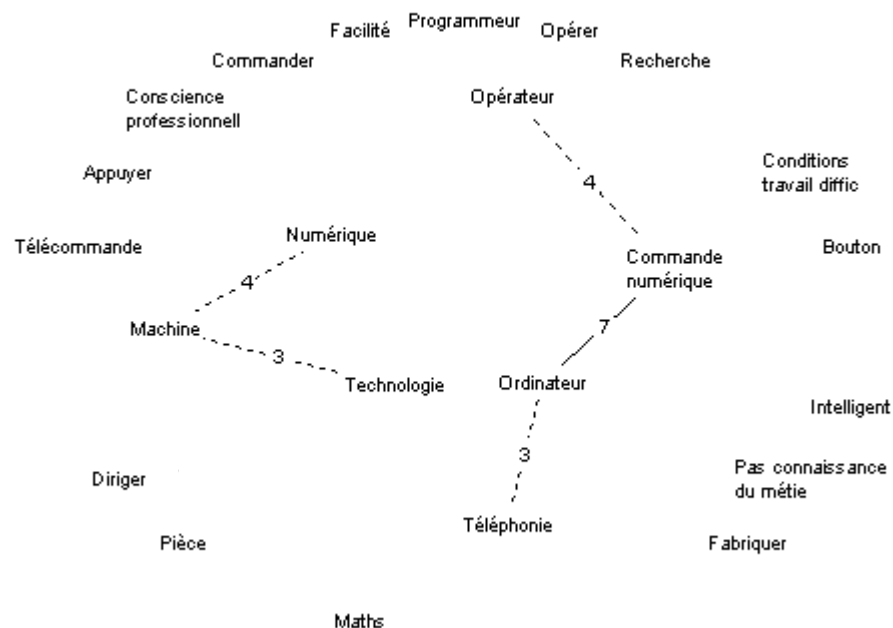 Programmeur
Facilité
Opérer
Commander
Recherche
Conscience
professionnell
Opérateur
Conditions
travail diffic
Appuyer
4
Numérique
Télécommande
Bouton
Commande
numérique
4
Machine
7
3
Technologie
Ordinateur
Intelligent
3
Pas connaissance
du métie
Diriger
Téléphonie
Pièce
Fabriquer
Maths